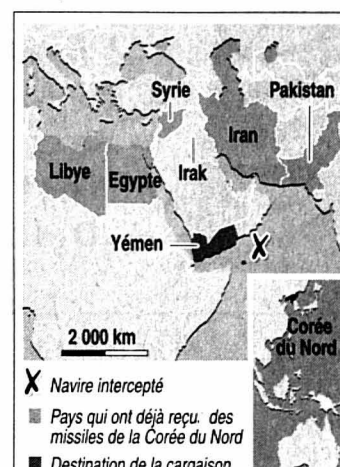 Syrie
Pakistan
Iran
Libye
Egypte
Irak
Yémen
2 000 km
Corée
du Nord
Navire intercepté
Pays qui ont déjà reçu. des
missiles de la Corée du Nord
Destination de la cargaison